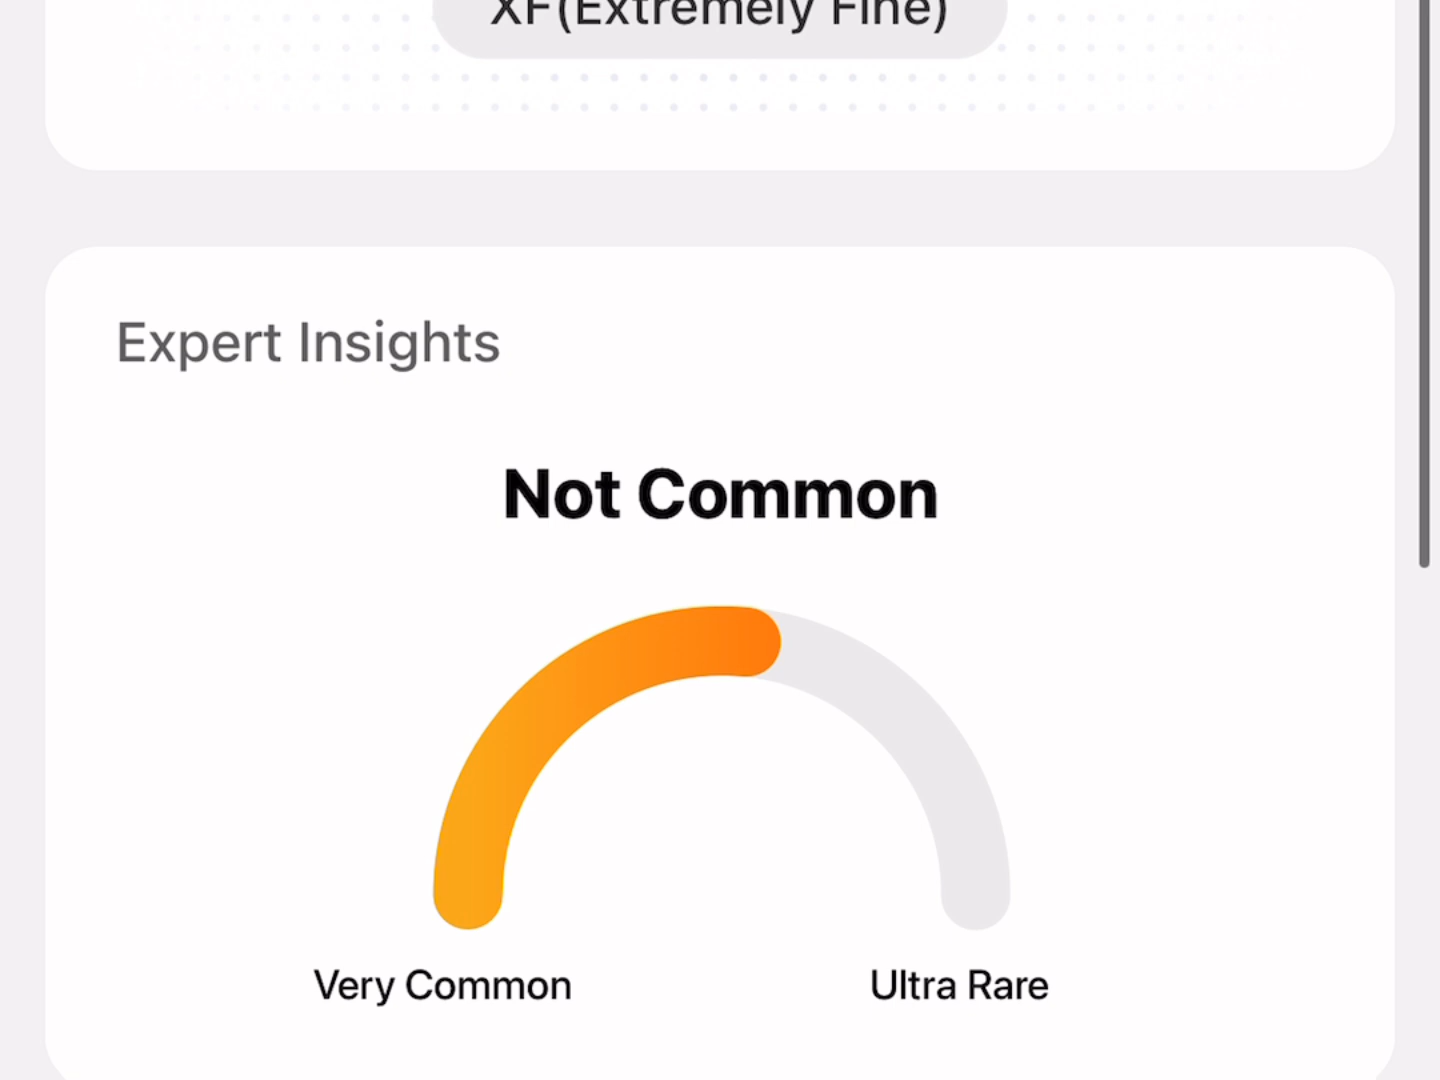 XF(Extremely Fine)
Expert Insights
Not Common
Very Common
Ultra Rare